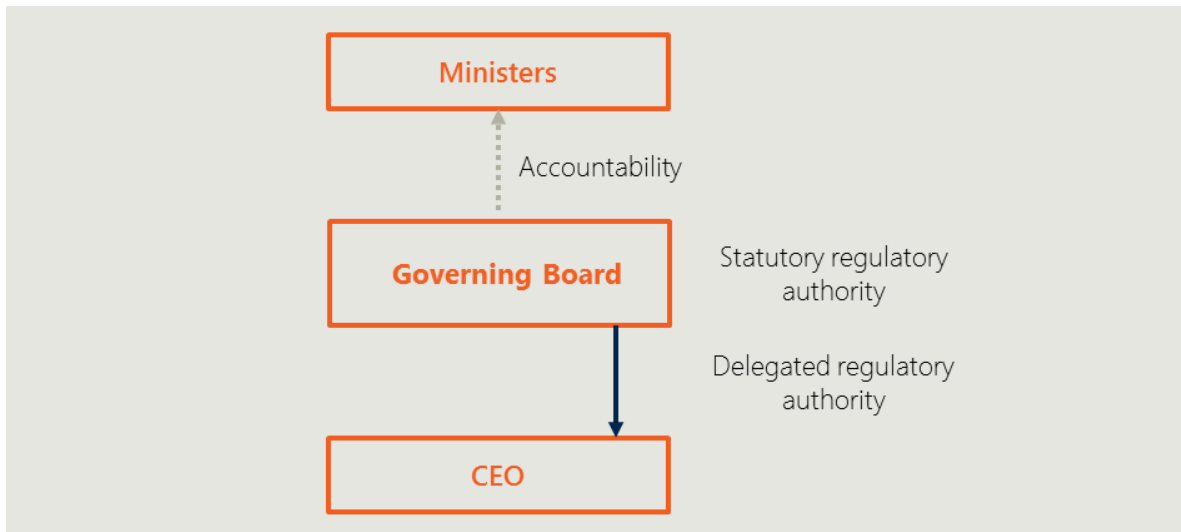 Ministers
Accountability
Governing Board
Statutory regulatory
authority
Delegated regulatory
authority
CEO